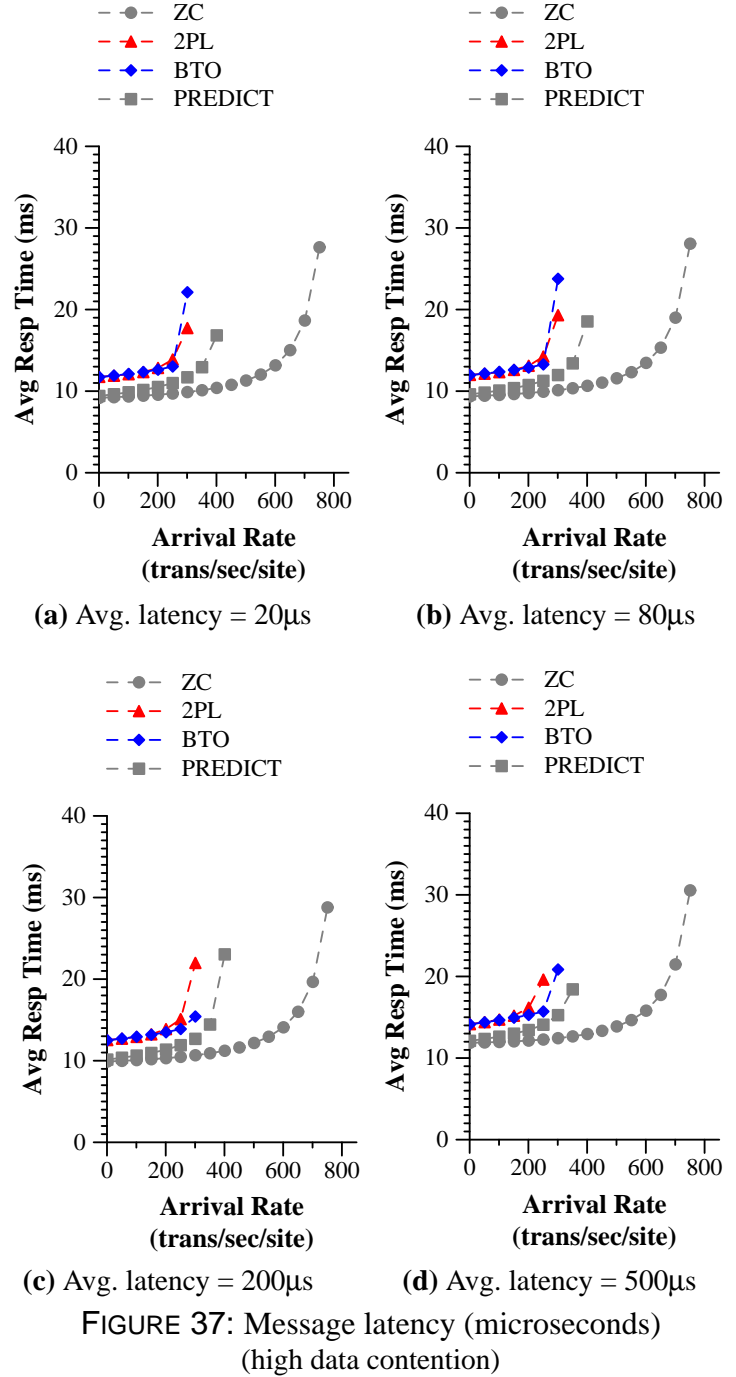 ZC
2PL
BTO
PREDICT
40
30
20
10
0
Avg Resp Time (ms)
0 200 400 600 800
Arrival Rate
(trans/sec/site)
(a) Avg. latency = 20μs
ZC
2PL
BTO
PREDICT
40
30
20
10
0
Avg Resp Time (ms)
0 200 400 600 800
Arrival Rate
(trans/sec/site)
(b) Avg. latency = 80μs
ZC
2PL
BTO
PREDICT
40
30
20
10
0
Avg Resp Time (ms)
0 200 400 600 800
Arrival Rate
(trans/sec/site)
(c) Avg. latency = 200μs
ZC
2PL
BTO
PREDICT
40
30
20
10
0
Avg Resp Time (ms)
0 200 400 600 800
Arrival Rate
(trans/sec/site)
(d) Avg. latency = 500μs
FIGURE 37: Message latency (microseconds)
(high data contention)